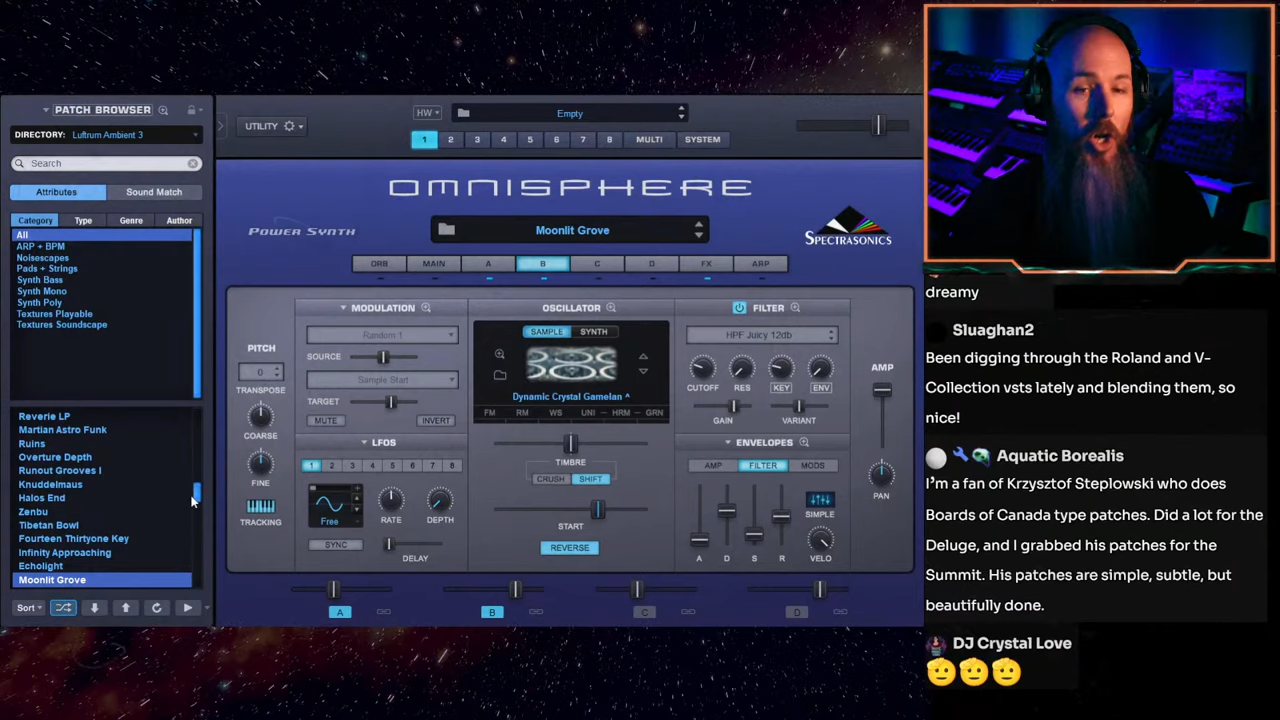 PATCH BROWSER
DIRECTORY: Luftrum Ambient 3
Search
Attributes Sound Match
Category Type Genre Author
All
ARP + BPM
Noisescapes
Pads + Strings
Synth Bass
Synth Mono
Synth Poly
Textures Playable
Textures Soundscape
Reverie LP
Martian Astro Funk
Ruins
Overture Depth
Runout Grooves I
Knuddelmaus
Halos End
Zenbu
Tibetan Bowl
Fourteen Thirtyone Key
Infinity Approaching
Echolight
Moonlit Grove
Sort
UTILITY
HW
Empty
1 2 3 4 5 6 7 8 MULTI SYSTEM
OMNISPHERE
POWER SYNTH
Moonlit Grove
SPECTRASONICS
ORB MAIN A B C D FX ARP
PITCH
0
TRANSPOSE
COARSE
FINE
TRACKING
MODULATION
Random 1
SOURCE
Sample Start
TARGET
MUTE INVERT
LFOS
1 2 3 4 5 6 7 8
Free
RATE DEPTH
SYNC
DELAY
OSCILLATOR
SAMPLE SYNTH
Dynamic Crystal Gamelan ^
FM RM WS UNI HRM GRN
TIMBRE
CRUSH SHIFT
START
REVERSE
FILTER
HPF Juicy 12db
CUTOFF RES KEY ENV
GAIN VARIANT
ENVELOPES
AMP FILTER MODS
SIMPLE
A D S R VELO
AMP
PAN
A B C D
dreamy
Sluaghan2
Been digging through the Roland and V-
Collection vsts lately and blending them, so
nice!
Aquatic Borealis
I'm a fan of Krzysztof Steplowski who does
Boards of Canada type patches. Did a lot for the
Deluge, and I grabbed his patches for the
Summit. His patches are simple, subtle, but
beautifully done.
DJ Crystal Love